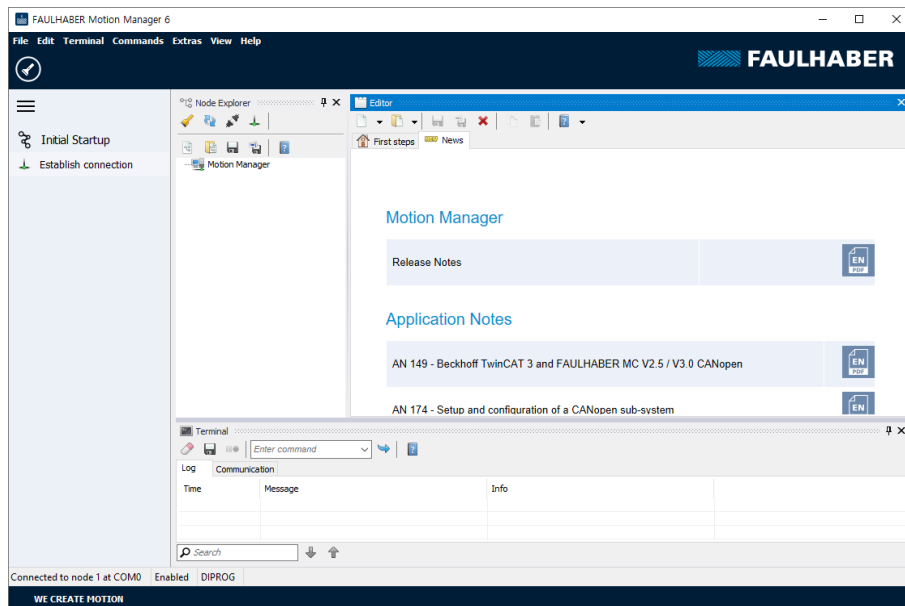 FAULHABER Motion Manager 6
File Edit Terminal Commands Extras View Help
FAULHABER
Initial Startup
Establish connection
Node Explorer
Motion Manager
Editor
First steps
News
Motion Manager
Release Notes
EN
PDF
Application Notes
AN 149 - Beckhoff TwinCAT 3 and FAULHABER MC V2.5 / V3.0 CANopen
EN
PDF
AN 174 - Setup and configuration of a CANopen sub-system
EN
Terminal
Enter command
Log Communication
Time Message Info
Search
Connected to node 1 at COM0 Enabled DIPROG
WE CREATE MOTION